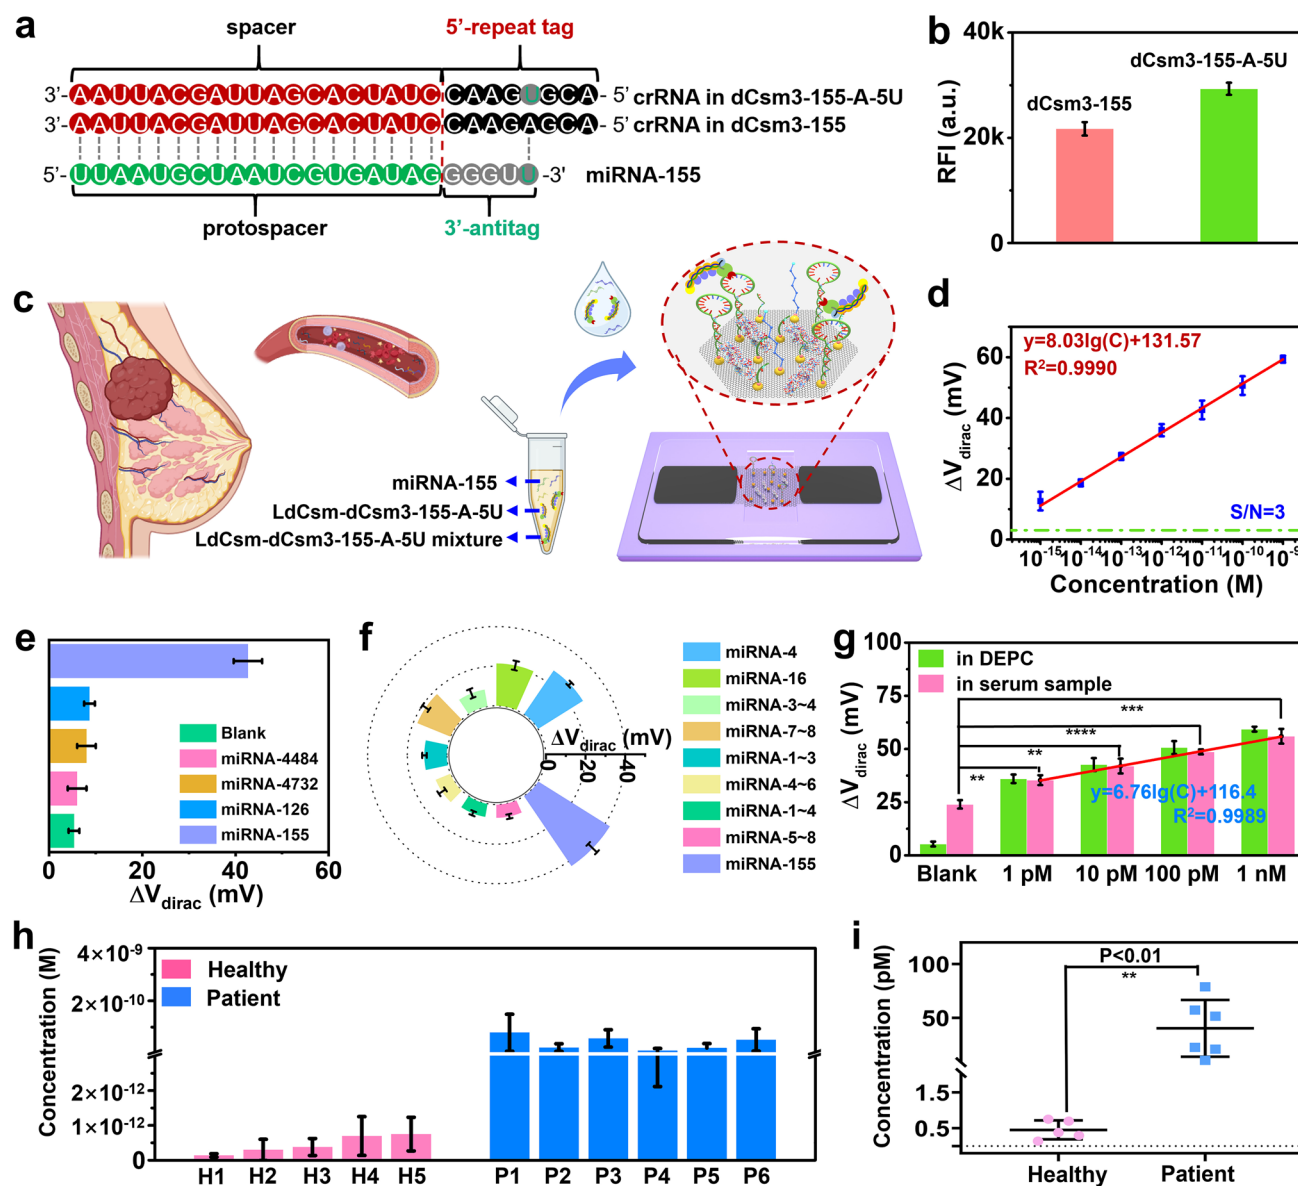 a
spacer
5'-repeat tag
3'-AAUUACGAUUAGCACUAUCCAAGUGCA-5' crRNA in dCsm3-155-A-5U
3'-AAUUACGAUUAGCACUAUCCAAGAGCA-5' crRNA in dCsm3-155
5'-UUAAUGCUAAUCGUGAUAGGGGUU-3' miRNA-155
protospacer
3'-antitag
b
RFI (a.u.)
40k
20k
0
dCsm3-155
dCsm3-155-A-5U
c
miRNA-155
LdCsm-dCsm3-155-A-5U
LdCsm-dCsm3-155-A-5U mixture
d
ΔVdirac (mV)
60
40
20
0
y=8.03lg(C)+131.57
R²=0.9990
S/N=3
10⁻¹⁵ 10⁻¹⁴ 10⁻¹³ 10⁻¹² 10⁻¹¹ 10⁻¹⁰ 10⁻⁹
Concentration (M)
e
Blank
miRNA-4484
miRNA-4732
miRNA-126
miRNA-155
0 20 40 60
ΔVdirac (mV)
f
ΔVdirac (mV)
0 20 40
miRNA-4
miRNA-16
miRNA-3~4
miRNA-7~8
miRNA-1~3
miRNA-4~6
miRNA-1~4
miRNA-5~8
miRNA-155
g
ΔVdirac (mV)
100
75
50
25
0
in DEPC
in serum sample
***
****
**
**
y=6.76lg(C)+116.4
R²=0.9989
Blank 1 pM 10 pM 100 pM 1 nM
h
Concentration (M)
4×10⁻⁹
2×10⁻¹⁰
2×10⁻¹²
1×10⁻¹²
0
Healthy
Patient
H1 H2 H3 H4 H5 P1 P2 P3 P4 P5 P6
i
Concentration (pM)
100
50
1.5
0.5
P<0.01
**
Healthy Patient